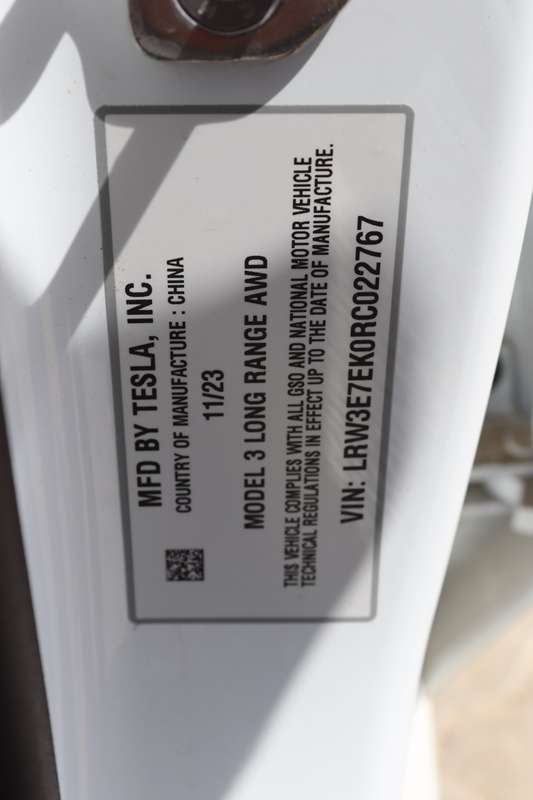 MFD BY TESLA, INC.
COUNTRY OF MANUFACTURE : CHINA
11/23
MODEL 3 LONG RANGE AWD
THIS VEHICLE COMPLIES WITH ALL GSO AND NATIONAL MOTOR VEHICLE
TECHNICAL REGULATIONS IN EFFECT UP TO THE DATE OF MANUFACTURE.
VIN: LRW3E7EK0RC022767